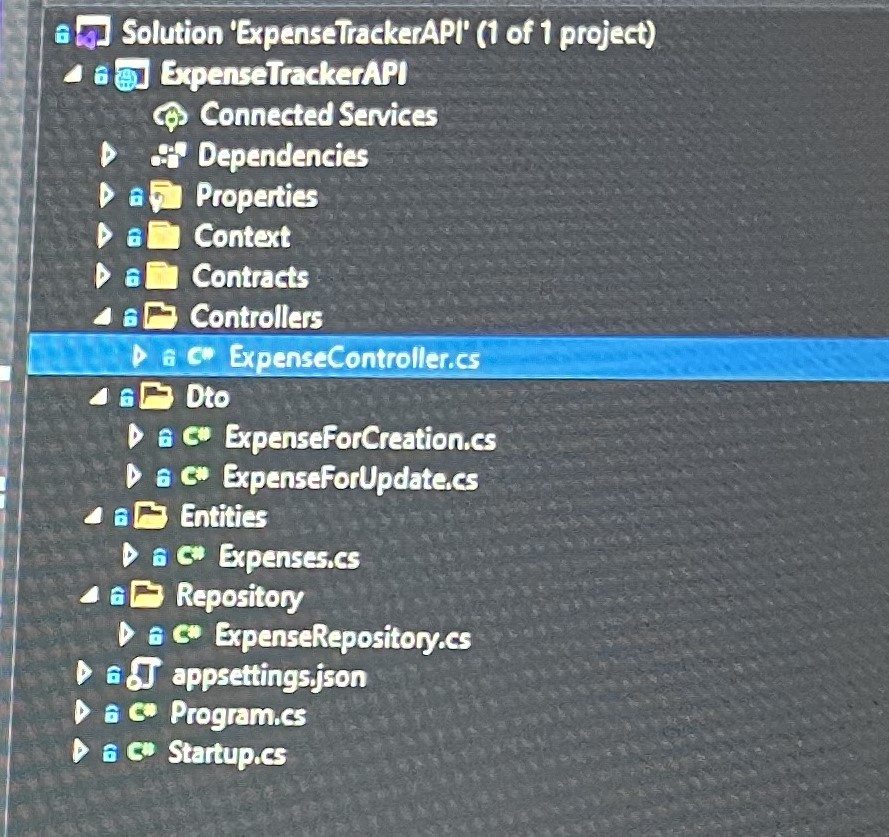 Solution 'ExpenseTrackerAPI' (1 of 1 project)
ExpenseTrackerAPI
Connected Services
Dependencies
Properties
Context
Contracts
Controllers
C# ExpenseController.cs
Dto
C# ExpenseForCreation.cs
C# ExpenseForUpdate.cs
Entities
C# Expenses.cs
Repository
C# ExpenseRepository.cs
appsettings.json
C# Program.cs
C# Startup.cs